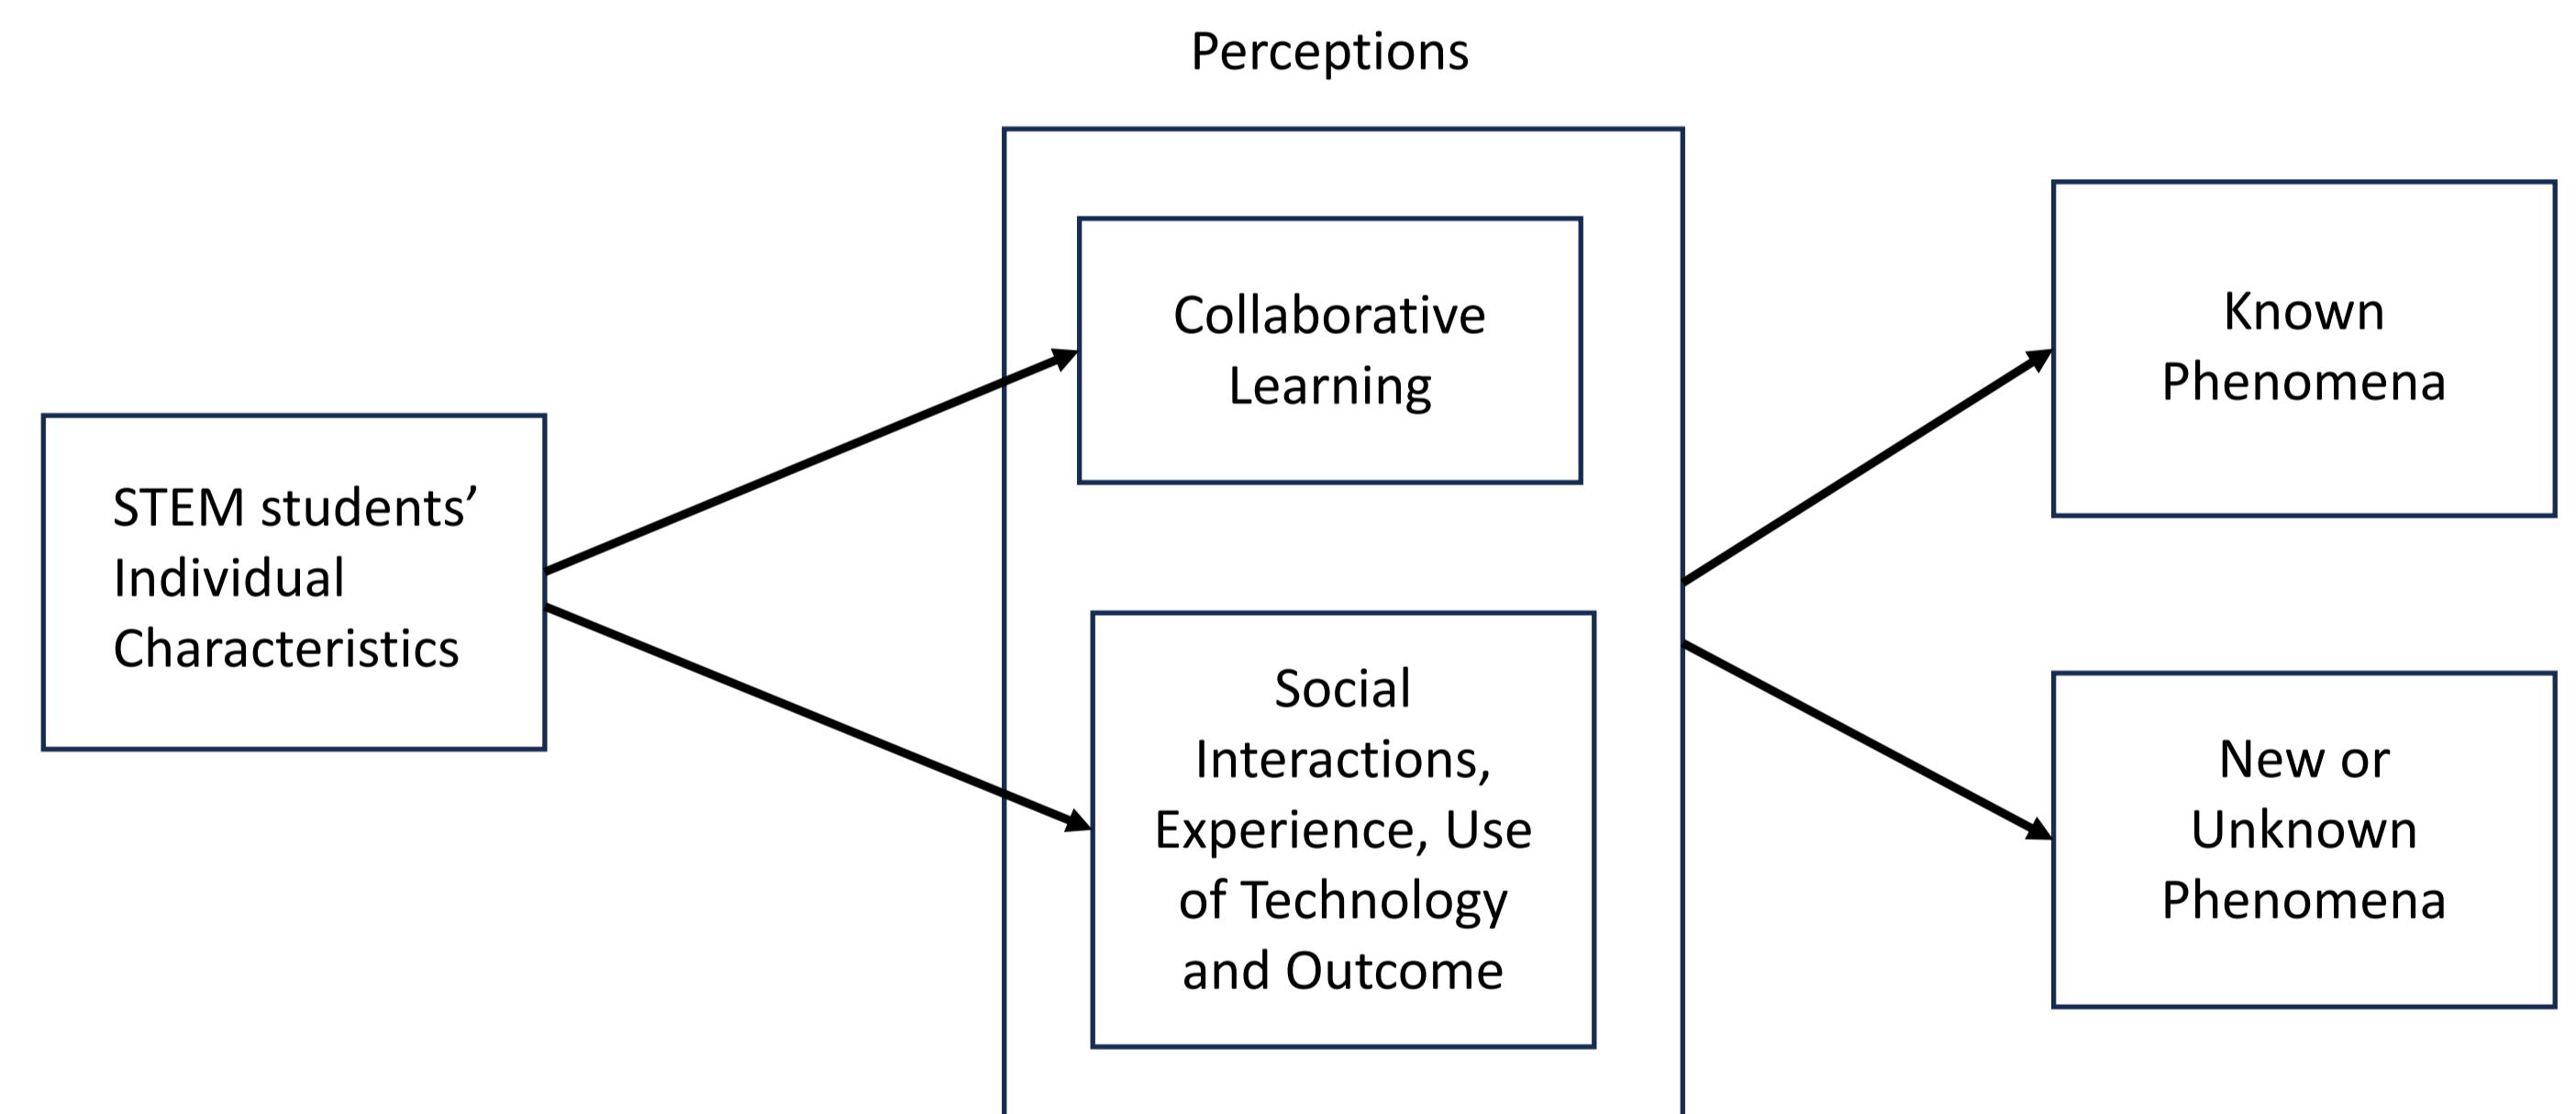 Perceptions
STEM students’
Individual
Characteristics
Collaborative
Learning
Social
Interactions,
Experience, Use
of Technology
and Outcome
Known
Phenomena
New or
Unknown
Phenomena